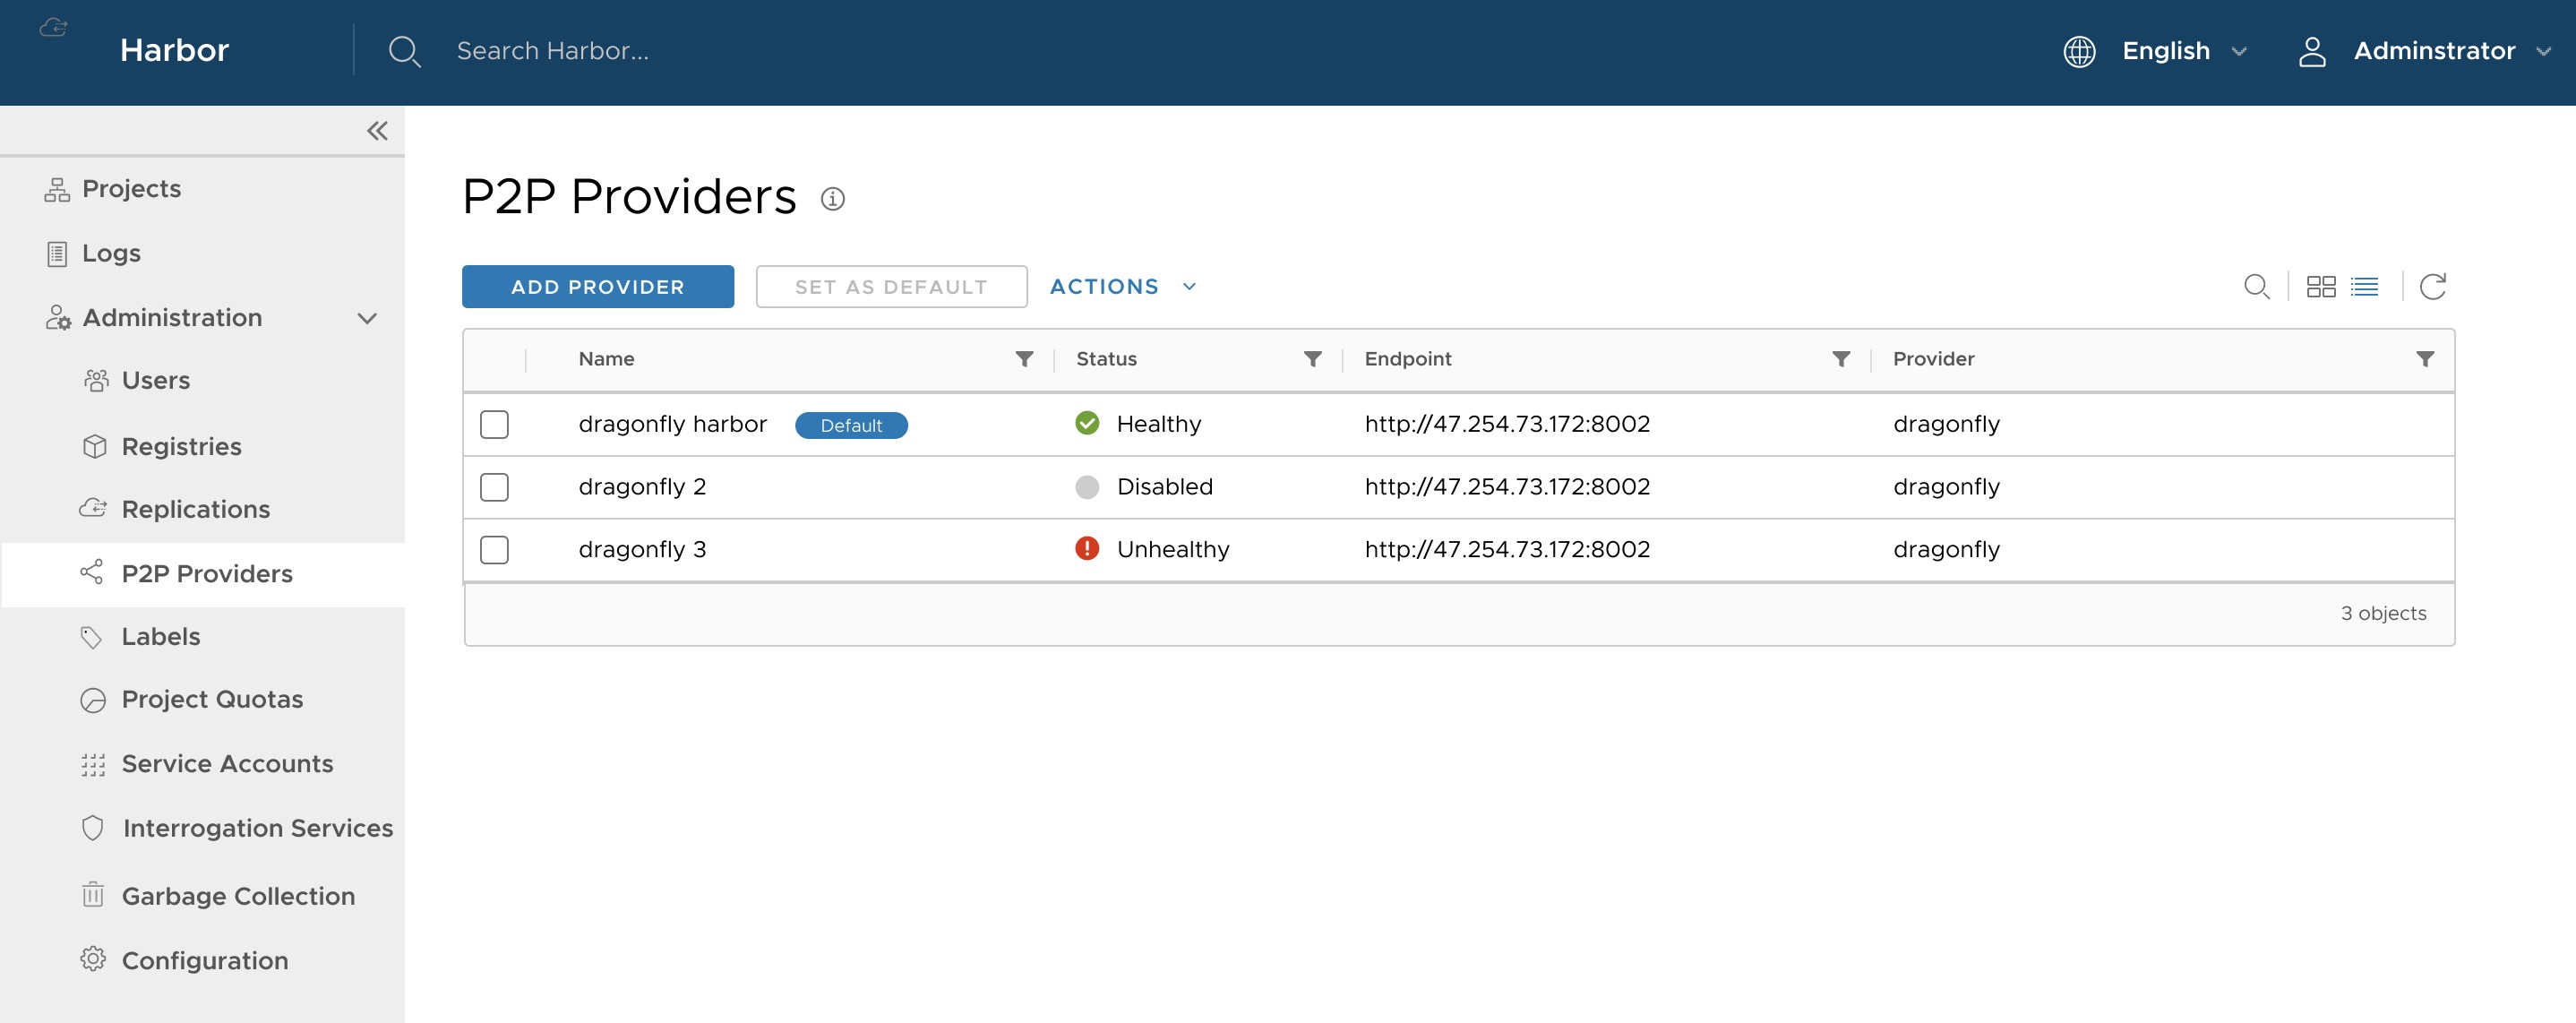 Harbor
Search Harbor...
English
Adminstrator
Projects
Logs
Administration
Users
Registries
Replications
P2P Providers
Labels
Project Quotas
Service Accounts
Interrogation Services
Garbage Collection
Configuration
P2P Providers
ADD PROVIDER SET AS DEFAULT ACTIONS
Name Status Endpoint Provider
dragonfly harbor Default Healthy http://47.254.73.172:8002 dragonfly
dragonfly 2 Disabled http://47.254.73.172:8002 dragonfly
dragonfly 3 Unhealthy http://47.254.73.172:8002 dragonfly
3 objects